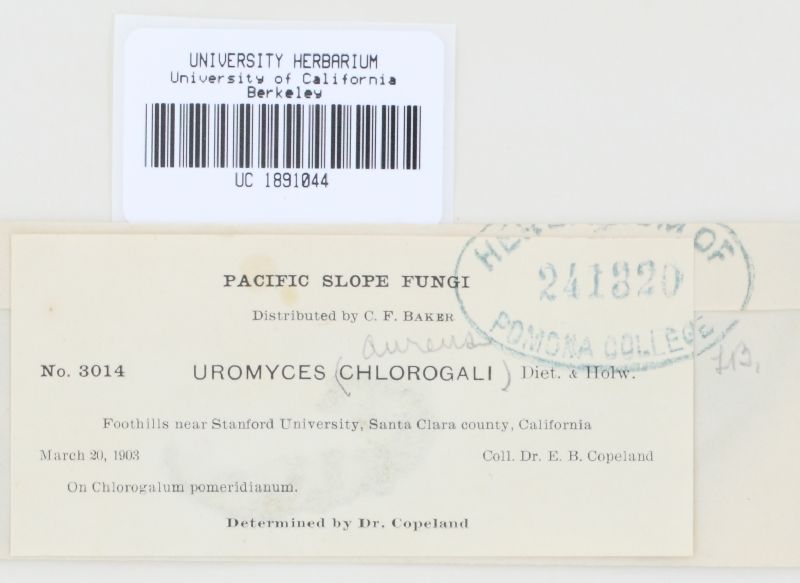 UNIVERSITY HERBARIUM
University of California
Berkeley
UC 1891044
HERBARIUM OF
241320
POMONA COLLEGE
PACIFIC SLOPE FUNGI
Distributed by C. F. BAKER
aureus
No. 3014 UROMYCES (CHLOROGALI) Diet. & Holw.
Foothills near Stanford University, Santa Clara county, California
March 20, 1903 Coll. Dr. E. B. Copeland
On Chlorogalum pomeridianum.
Determined by Dr. Copeland